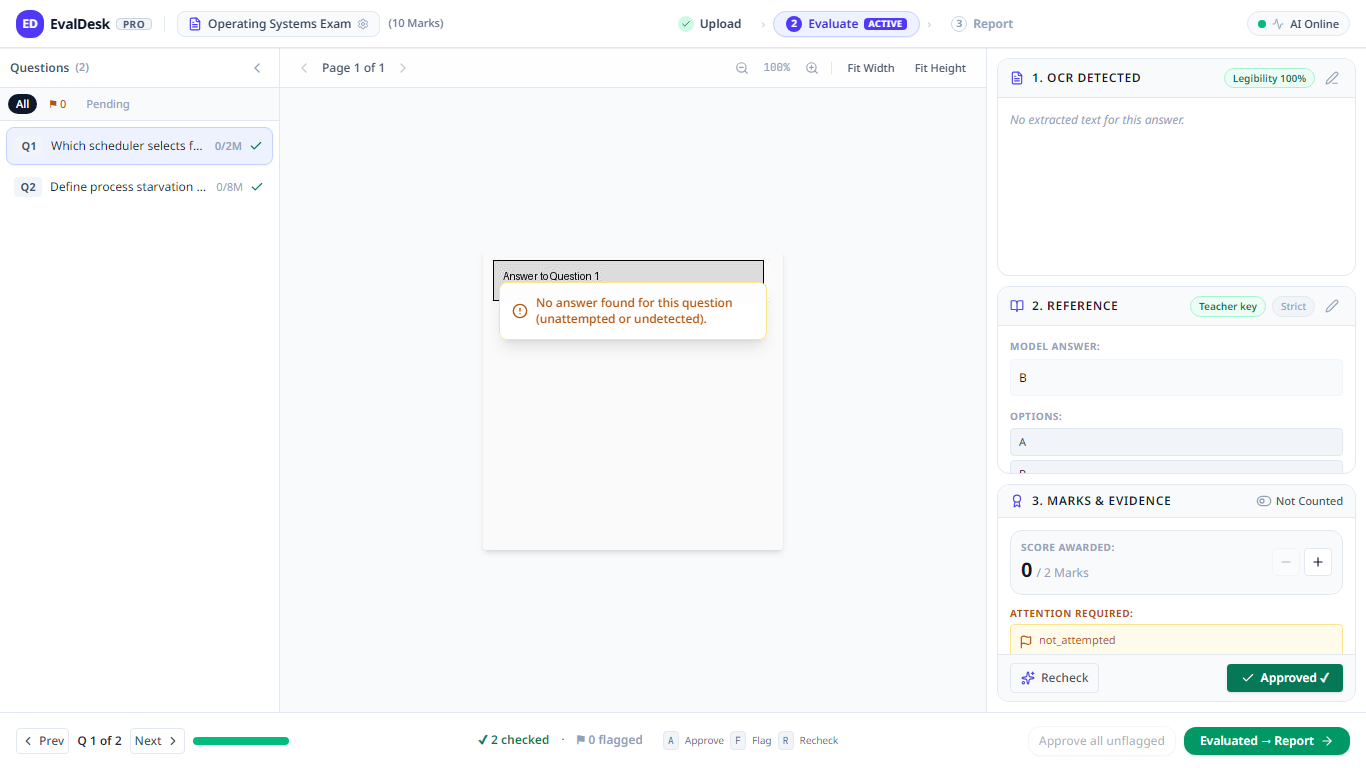 ED EvalDesk PRO
Operating Systems Exam (10 Marks)
Upload
2 Evaluate ACTIVE
3 Report
AI Online
Questions (2)
All 0 Pending
Q1 Which scheduler selects f... 0/2M
Q2 Define process starvation ... 0/8M
Page 1 of 1
100% Fit Width Fit Height
Answer to Question 1
No answer found for this question
(unattempted or undetected).
1. OCR DETECTED Legibility 100%
No extracted text for this answer.
2. REFERENCE Teacher key Strict
MODEL ANSWER:
B
OPTIONS:
A
3. MARKS & EVIDENCE Not Counted
SCORE AWARDED:
0 / 2 Marks
− +
ATTENTION REQUIRED:
not_attempted
Recheck ✓ Approved ✓
Prev Q 1 of 2 Next
✓ 2 checked · 0 flagged A Approve F Flag R Recheck
Approve all unflagged Evaluated → Report →